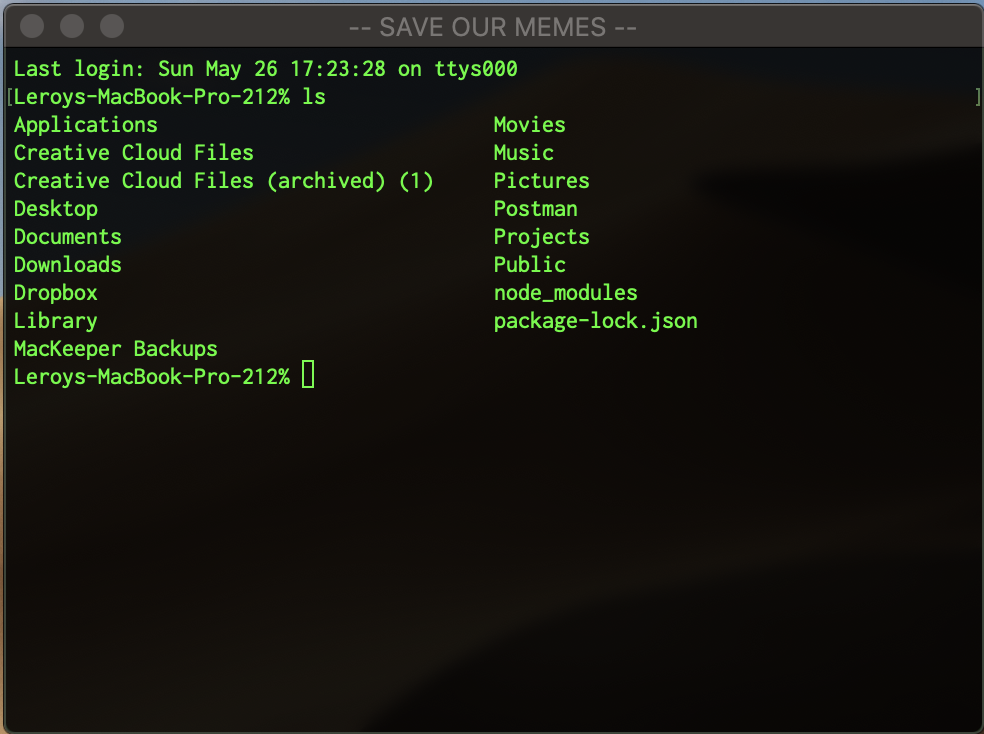 -- SAVE OUR MEMES --
Last login: Sun May 26 17:23:28 on ttys000
[Leroys-MacBook-Pro-212% ls ]
Applications Movies
Creative Cloud Files Music
Creative Cloud Files (archived) (1) Pictures
Desktop Postman
Documents Projects
Downloads Public
Dropbox node_modules
Library package-lock.json
MacKeeper Backups
Leroys-MacBook-Pro-212%